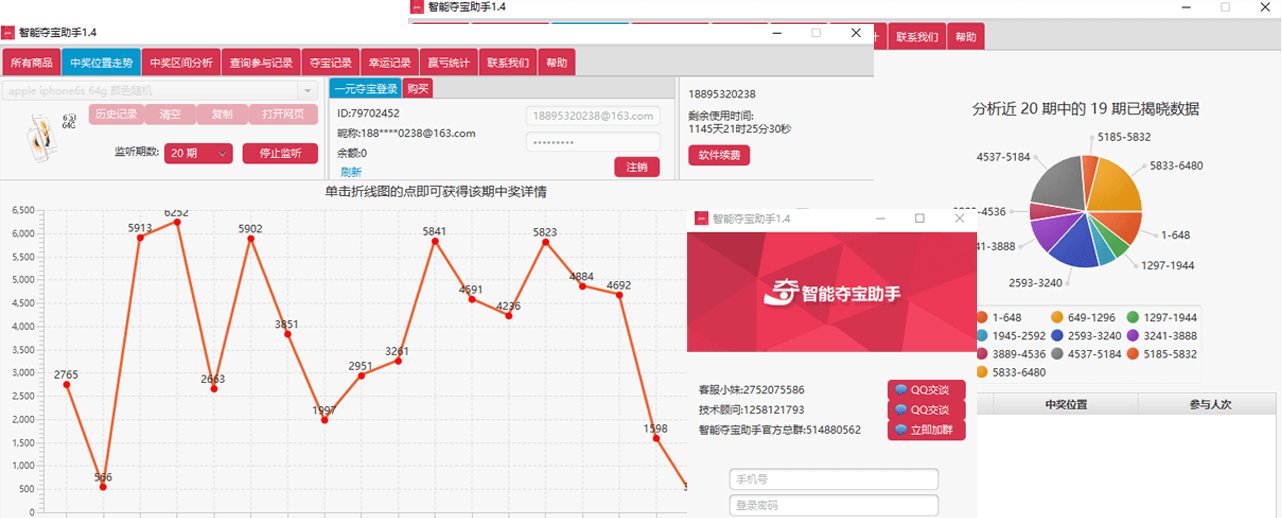 智能夺宝助手1.4
智能夺宝助手1.4
所有商品 中奖位置走势 中奖区间分析 查询参与记录 夺宝记录 幸运记录 赢亏统计 联系我们 帮助
联系我们 帮助
apple iphone6s 64g 颜色随机
历史记录 清空 复制 打开网页
64G
监听期数: 20 期 停止监听
一元夺宝登录 购买
ID:79702452
昵称:188****0238@163.com
余额:0
刷新
18895320238@163.com
注销
18895320238
剩余使用时间:
1145天21时25分30秒
软件续费
单击折线图的点即可获得该期中奖详情
6,500
6,000
5,500
5,000
4,500
4,000
3,500
3,000
2,500
2,000
1,500
1,000
500
0
2765 566 5913 6252 2663 5902 3851 1997 2951 3261 5841 4591 4236 5823 4884 4692 1598
智能夺宝助手1.4
智能夺宝助手
客服小妹:2752075586 QQ交谈
技术顾问:1258121793 QQ交谈
智能夺宝助手官方总群:514880562 立即加群
手机号
登录密码
分析近 20 期中的 19 期已揭晓数据
5185-5832
4537-5184 5833-6480
-4536
1-648
41-3888
1297-1944
2593-3240
1-648 649-1296 1297-1944
1945-2592 2593-3240 3241-3888
3889-4536 4537-5184 5185-5832
5833-6480
中奖位置 参与人次